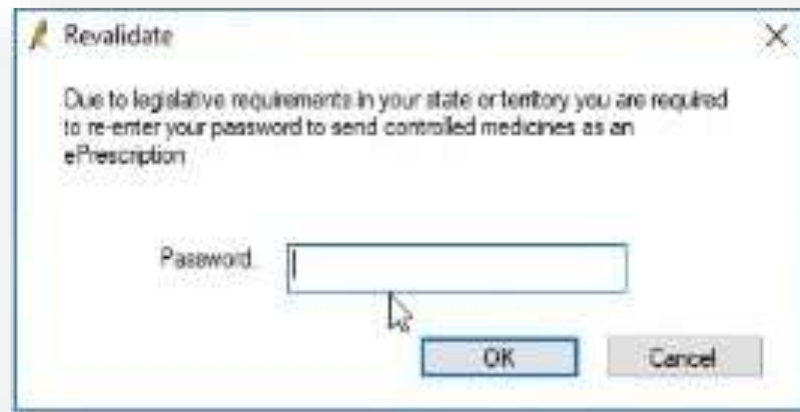 Revalidate
Due to legislative requirements in your state or territory you are required
to re-enter your password to send controlled medicines as an
ePrescription
Password.
OK
Cancel